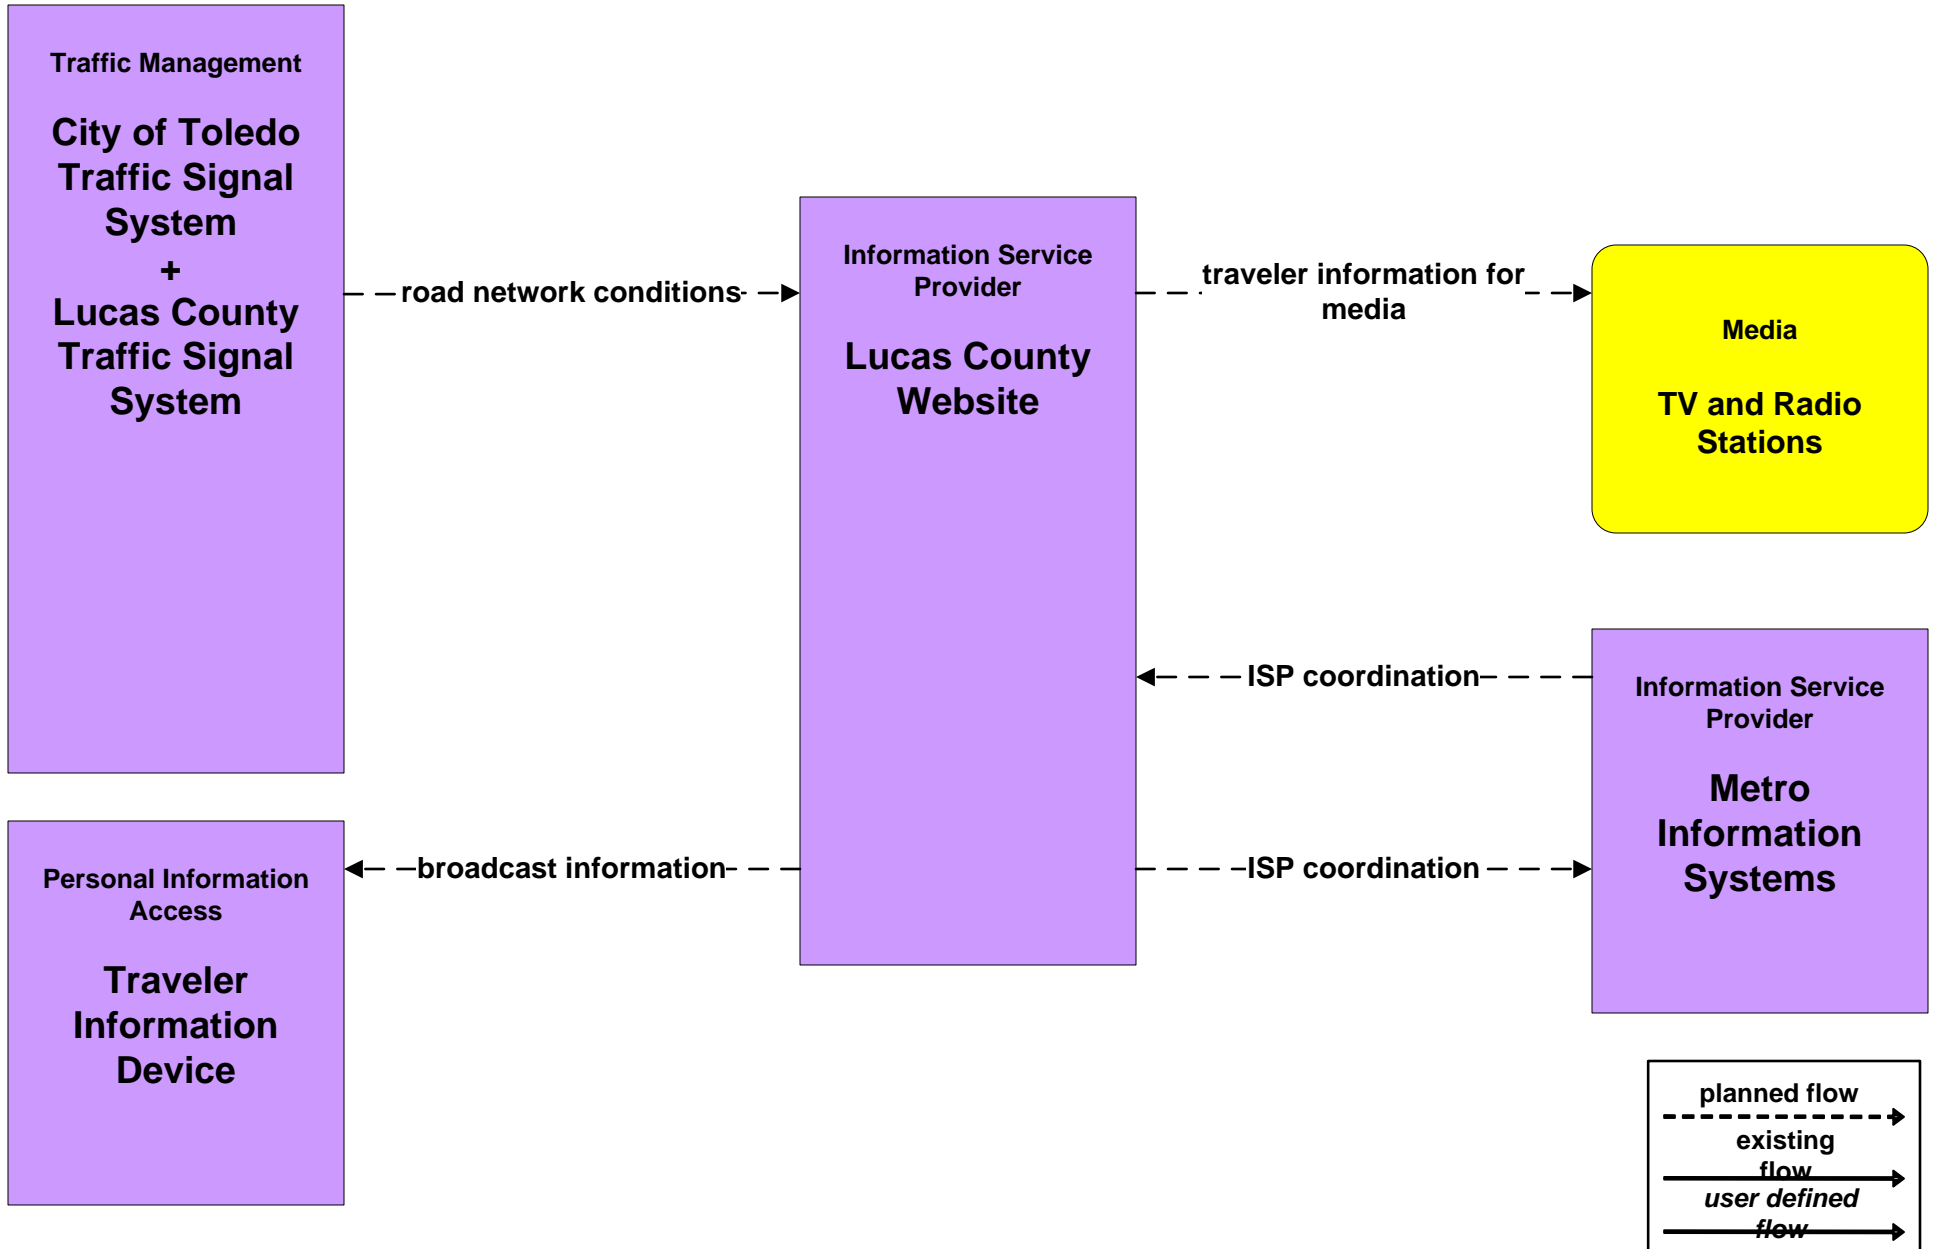 Traffic Management
City of Toledo
Traffic Signal
System
+
Lucas County
Traffic Signal
System
road network conditions
Information Service
Provider
Lucas County
Website
traveler information for
media
Media
TV and Radio
Stations
ISP coordination
Information Service
Provider
Metro
Information
Systems
broadcast information
ISP coordination
Personal Information
Access
Traveler
Information
Device
planned flow
existing
flow
user defined
flow